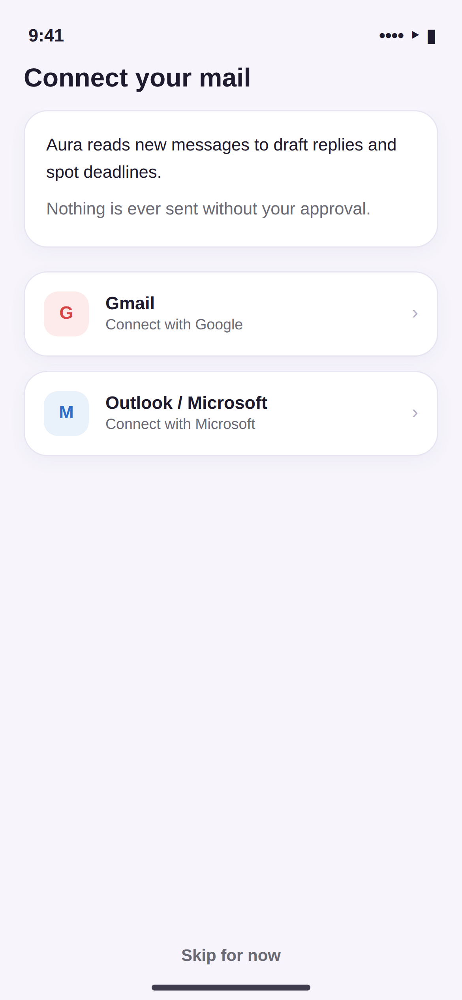 9:41
Connect your mail
Aura reads new messages to draft replies and
spot deadlines.
Nothing is ever sent without your approval.
G
Gmail
Connect with Google
›
M
Outlook / Microsoft
Connect with Microsoft
›
Skip for now